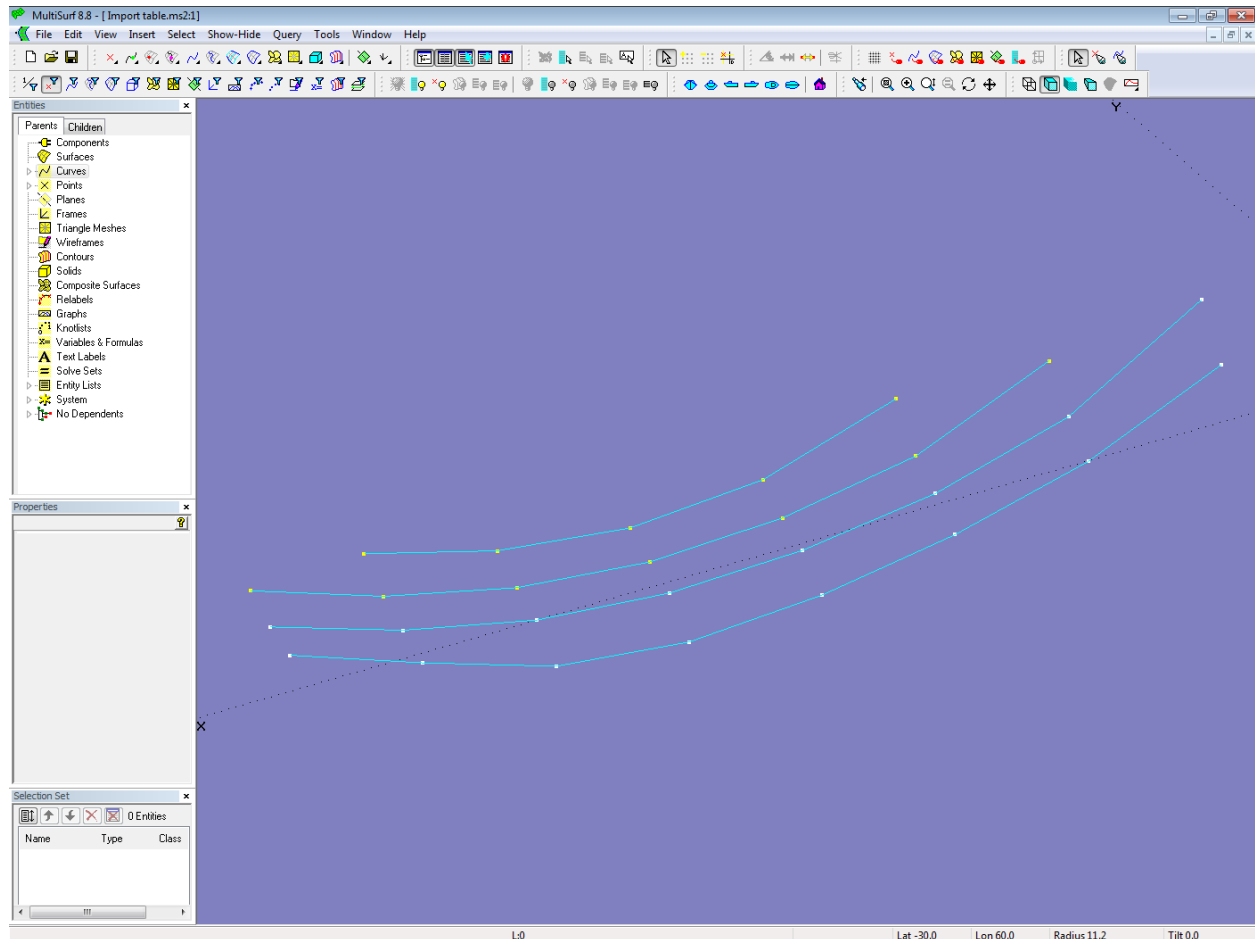 MultiSurf 8.8 - [ Import table.ms2:1]
File Edit View Insert Select Show-Hide Query Tools Window Help
Entities
Parents Children
Components
Surfaces
Curves
Points
Planes
Frames
Triangle Meshes
Wireframes
Contours
Solids
Composite Surfaces
Relabels
Graphs
Knotlists
Variables & Formulas
Text Labels
Solve Sets
Entity Lists
System
No Dependents
Y
X
Properties
Selection Set
0 Entities
Name Type Class
L:0 Lat -30.0 Lon 60.0 Radius 11.2 Tilt 0.0